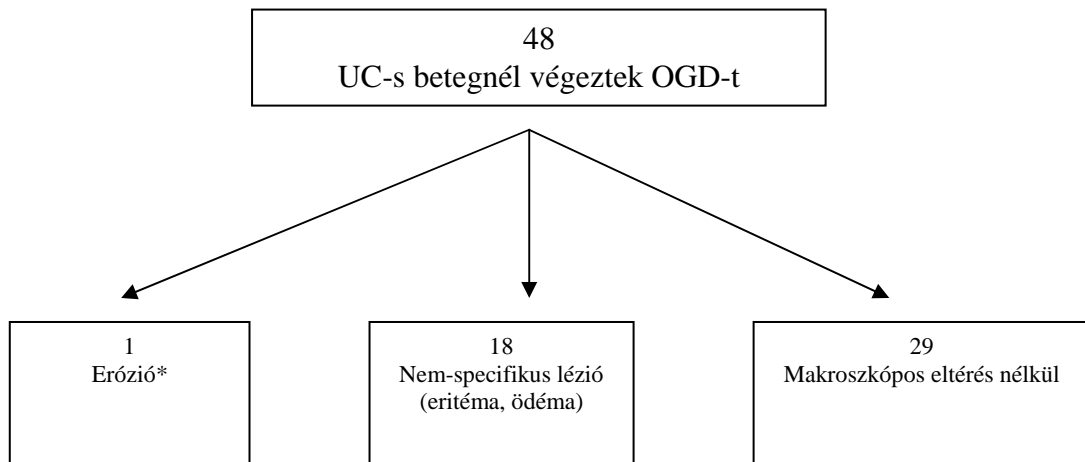 48
UC-s betegnél végeztek OGD-t
1
Erózió*
18
Nem-specifikus lézió
(eritéma, ödéma)
29
Makroszkópos eltérés nélkül